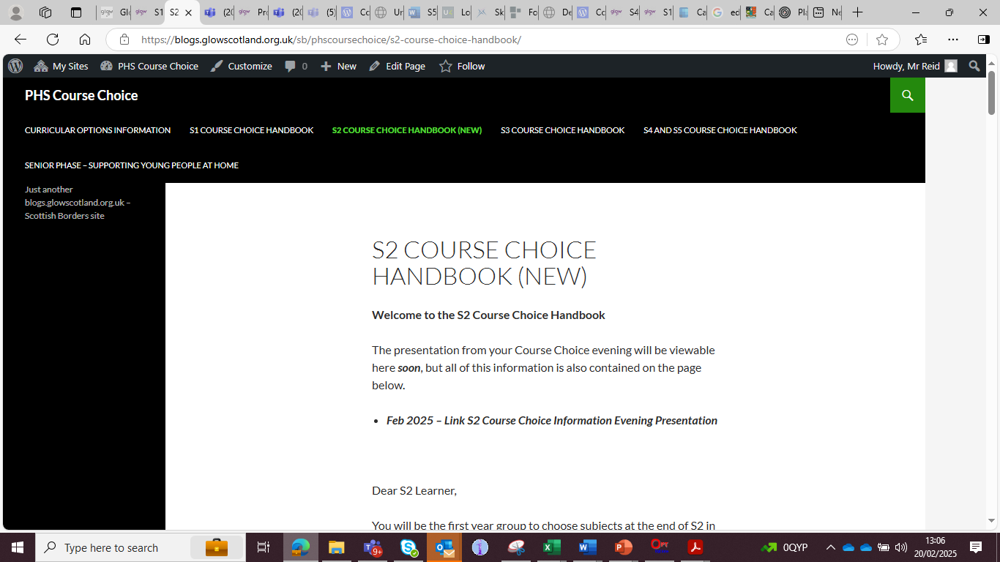 S2
(20
Pro
(20
(5)
S5
Lo
Sk
Fo
De
S4
S1
Ca
Ca
Pla
https://blogs.glowscotland.org.uk/sb/phscoursechoice/s2-course-choice-handbook/
My Sites PHS Course Choice Customize 0 New Edit Page Follow Howdy, Mr Reid
PHS Course Choice
CURRICULAR OPTIONS INFORMATION S1 COURSE CHOICE HANDBOOK S2 COURSE CHOICE HANDBOOK (NEW) S3 COURSE CHOICE HANDBOOK S4 AND S5 COURSE CHOICE HANDBOOK
SENIOR PHASE – SUPPORTING YOUNG PEOPLE AT HOME
Just another
blogs.glowscotland.org.uk –
Scottish Borders site
S2 COURSE CHOICE
HANDBOOK (NEW)
Welcome to the S2 Course Choice Handbook
The presentation from your Course Choice evening will be viewable
here soon, but all of this information is also contained on the page
below.
• Feb 2025 – Link S2 Course Choice Information Evening Presentation
Dear S2 Learner,
You will be the first year group to choose subjects at the end of S2 in
Type here to search
9+
0QYP
13:06
20/02/2025